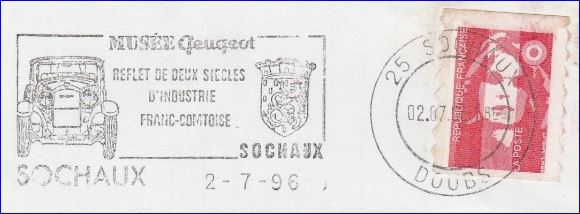 MUSÉE Peugeot
REFLET DE DEUX SIECLES
D'INDUSTRIE
FRANC-COMTOISE
SOCHAUX
SOCHAUX
2-7-96
25 SOCHAUX
02.07.
DOUBS
REPUBLIQUE FRANÇAISE
LA POSTE